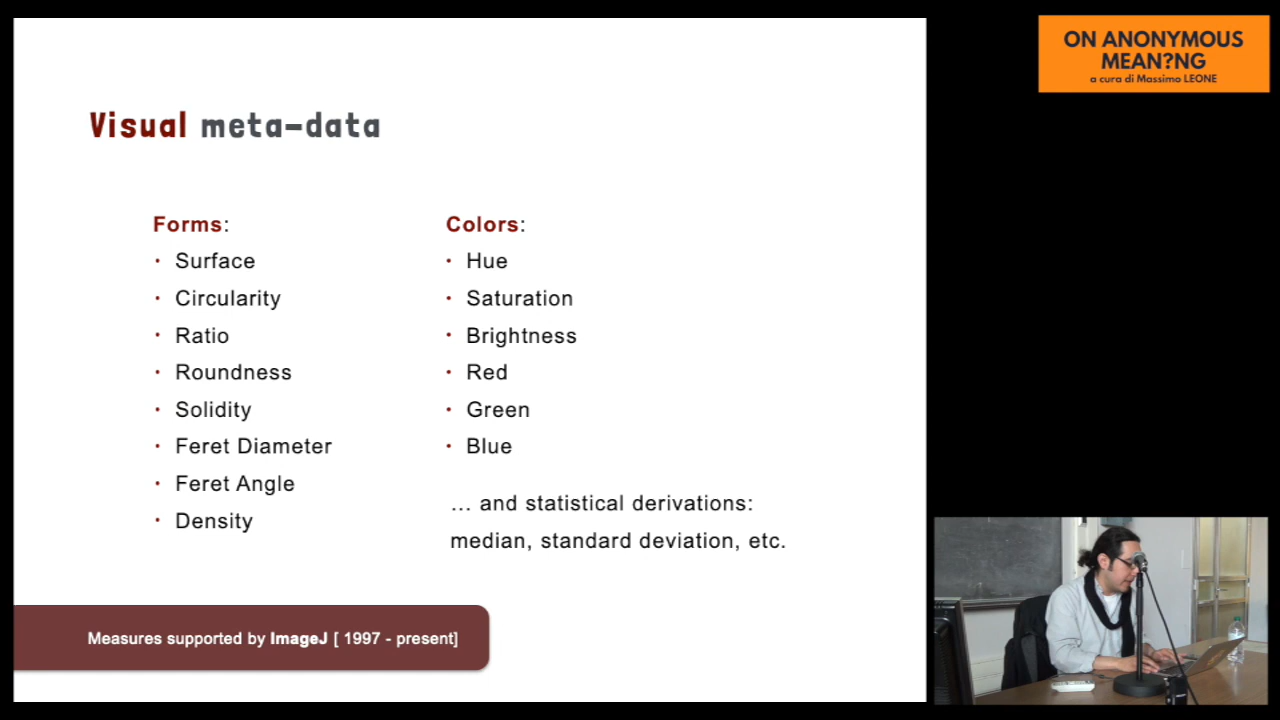 ON ANONYMOUS
MEAN?NG
a cura di Massimo LEONE
Visual meta-data
Forms:
· Surface
· Circularity
· Ratio
· Roundness
· Solidity
· Feret Diameter
· Feret Angle
· Density
Colors:
· Hue
· Saturation
· Brightness
· Red
· Green
· Blue
... and statistical derivations:
median, standard deviation, etc.
Measures supported by ImageJ [ 1997 - present]